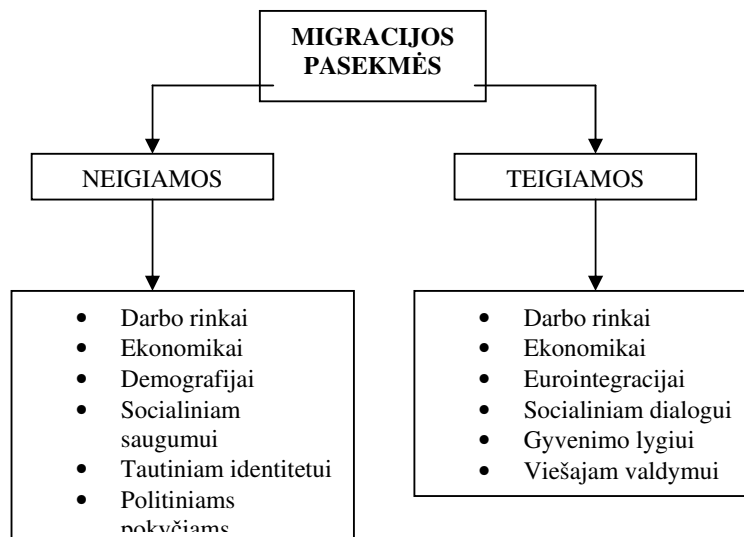 MIGRACIJOS
PASEKMĖS
NEIGIAMOS
TEIGIAMOS
• Darbo rinkai
• Ekonomikai
• Demografijai
• Socialiniam
saugumui
• Tautiniam identitetui
• Politiniams
pokyčiams
• Darbo rinkai
• Ekonomikai
• Eurointegracijai
• Socialiniam dialogui
• Gyvenimo lygiui
• Viešajam valdymui